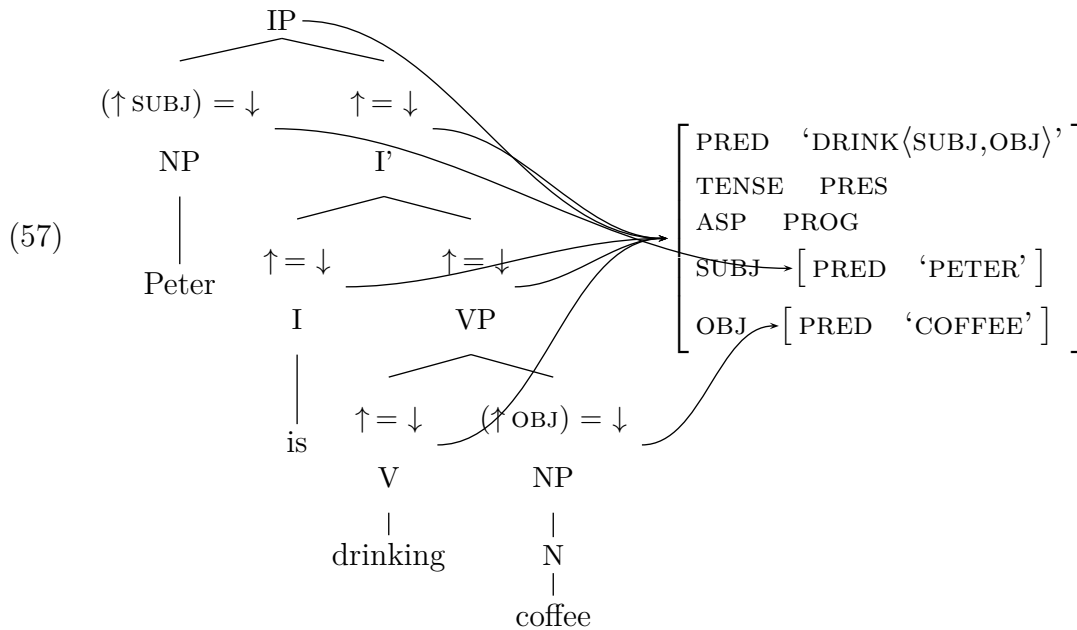 IP
(↑ SUBJ) = ↓ ↑ = ↓
NP I'
Peter
↑ = ↓ ↑ = ↓
I VP
is
↑ = ↓ (↑ OBJ) = ↓
V NP
drinking N
coffee
(57)
PRED ‘DRINK⟨SUBJ,OBJ⟩’
TENSE PRES
ASP PROG
SUBJ [ PRED ‘PETER’ ]
OBJ [ PRED ‘COFFEE’ ]